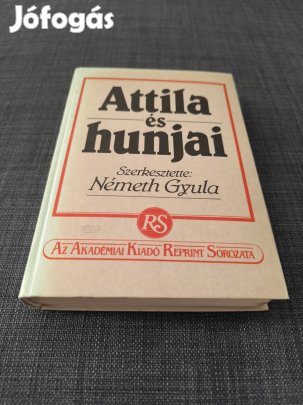 Jófogás
Attila
és
hunjai
Szerkesztette:
Németh Gyula
RS
AZ AKADÉMIAI KIADÓ REPRINT SOROZATA